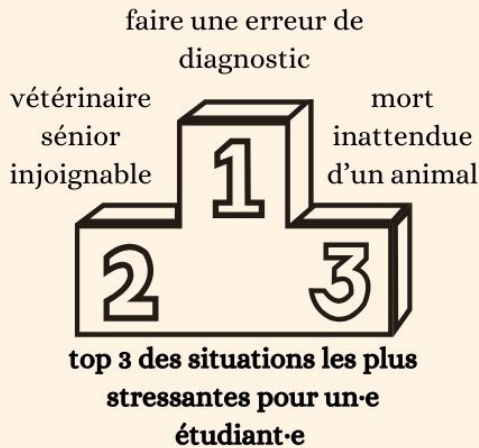 faire une erreur de
diagnostic
vétérinaire
sénior
injoignable
mort
inattendue
d'un animal
1
2
3
top 3 des situations les plus
stressantes pour un·e
étudiant·e